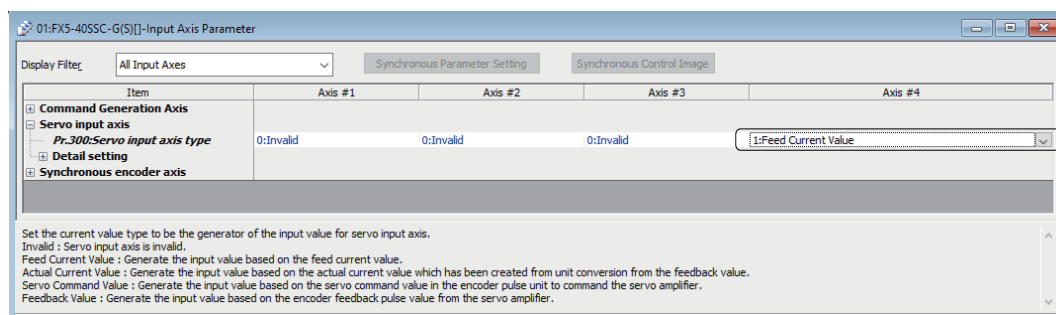 01:FX5-40SSC-G(S)[]-Input Axis Parameter
Display Filter All Input Axes Synchronous Parameter Setting Synchronous Control Image
Item Axis #1 Axis #2 Axis #3 Axis #4
Command Generation Axis
Servo input axis
Pr.300:Servo input axis type 0:Invalid 0:Invalid 0:Invalid 1:Feed Current Value
Detail setting
Synchronous encoder axis
Set the current value type to be the generator of the input value for servo input axis.
Invalid : Servo input axis is invalid.
Feed Current Value : Generate the input value based on the feed current value.
Actual Current Value : Generate the input value based on the actual current value which has been created from unit conversion from the feedback value.
Servo Command Value : Generate the input value based on the servo command value in the encoder pulse unit to command the servo amplifier.
Feedback Value : Generate the input value based on the encoder feedback pulse value from the servo amplifier.